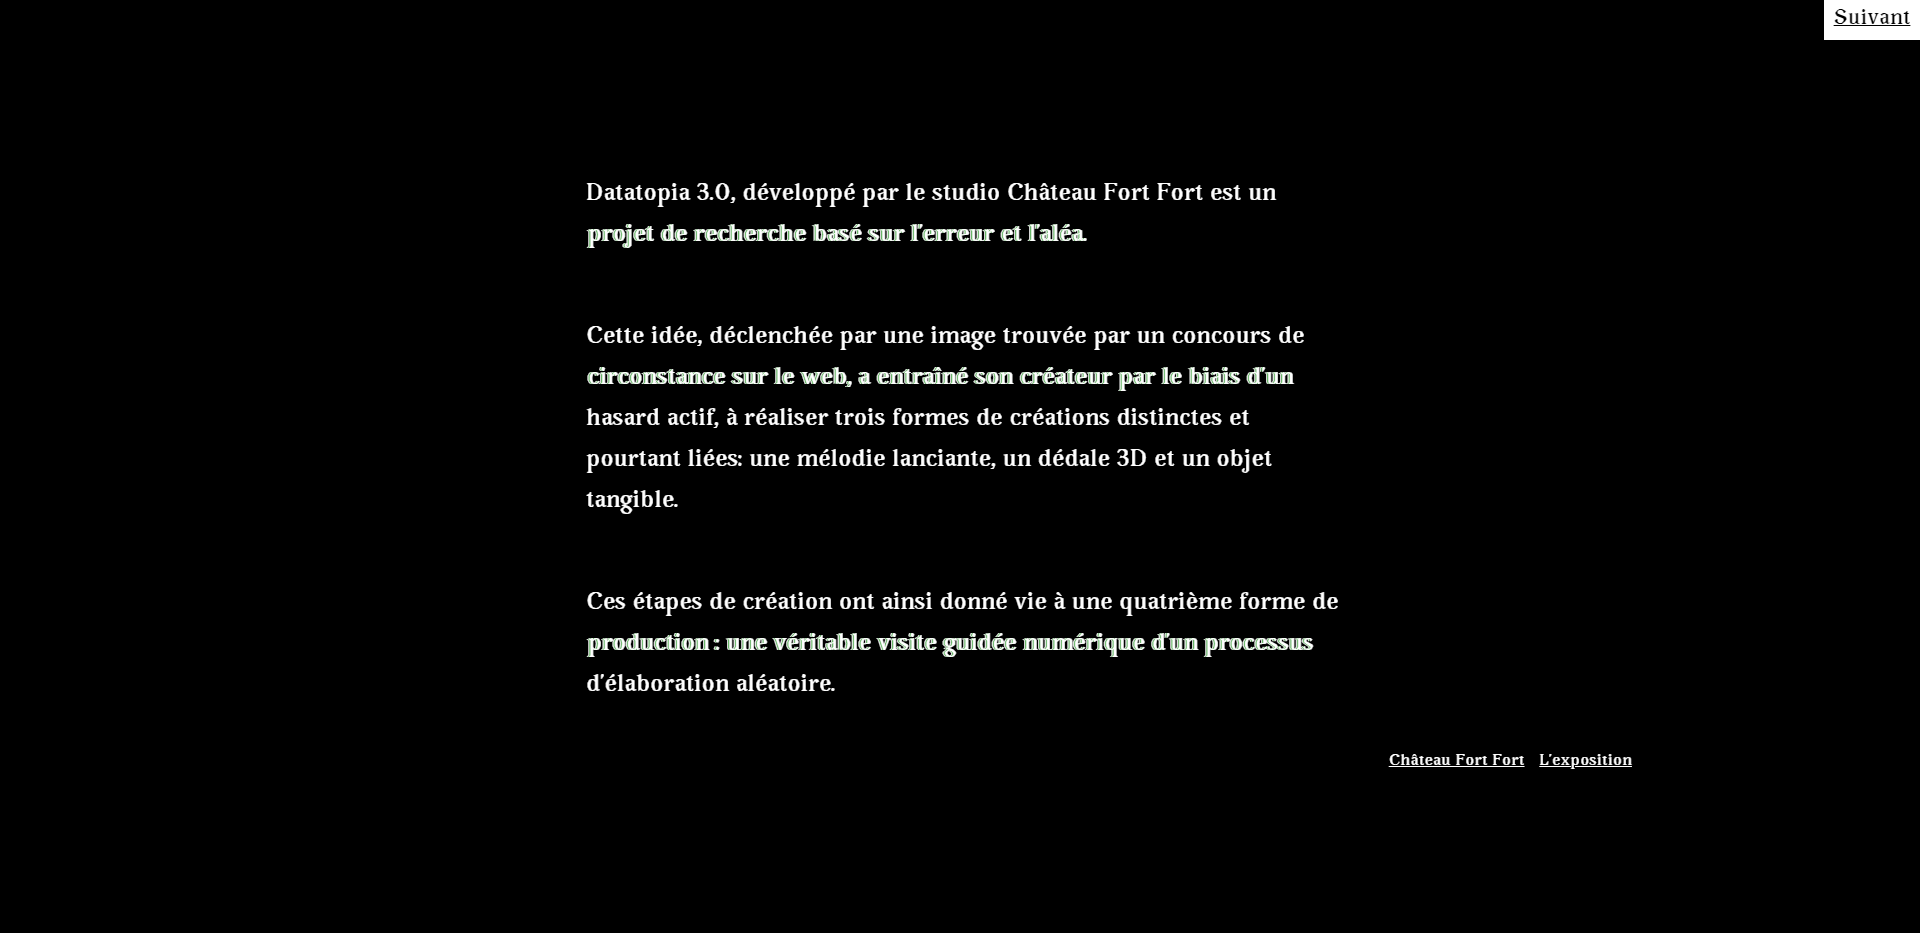 Suivant
Datatopia 3.0, développé par le studio Château Fort Fort est un
projet de recherche basé sur l'erreur et l'aléa.
Cette idée, déclenchée par une image trouvée par un concours de
circonstance sur le web, a entraîné son créateur par le biais d'un
hasard actif, à réaliser trois formes de créations distinctes et
pourtant liées: une mélodie lanciante, un dédale 3D et un objet
tangible.
Ces étapes de création ont ainsi donné vie à une quatrième forme de
production : une véritable visite guidée numérique d'un processus
d'élaboration aléatoire.
Château Fort Fort L'exposition